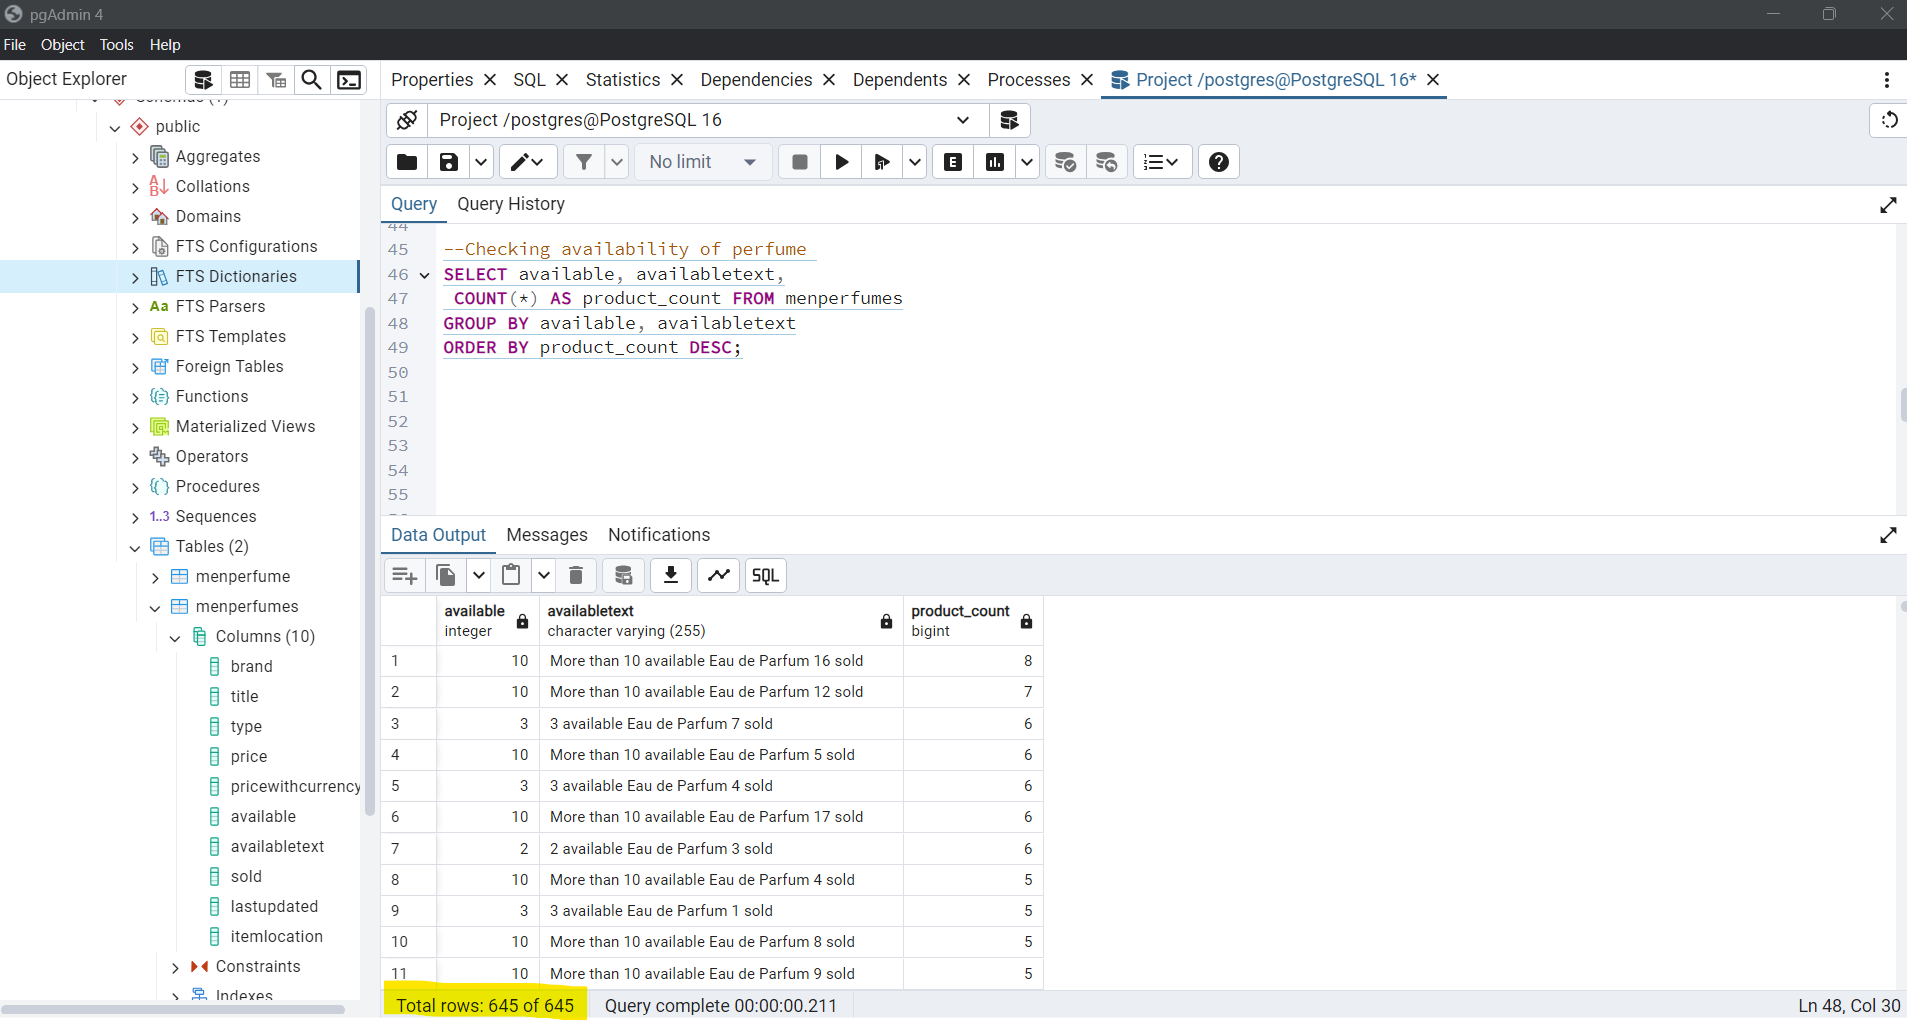 pgAdmin 4
File Object Tools Help
Object Explorer
Properties SQL Statistics Dependencies Dependents Processes Project /postgres@PostgreSQL 16*
Schemas (1)
public
Aggregates
Collations
Domains
FTS Configurations
FTS Dictionaries
Aa FTS Parsers
FTS Templates
Foreign Tables
Functions
Materialized Views
Operators
Procedures
1..3 Sequences
Tables (2)
menperfume
menperfumes
Columns (10)
brand
title
type
price
pricewithcurrency
available
availabletext
sold
lastupdated
itemlocation
Constraints
Indexes
Project /postgres@PostgreSQL 16
No limit E
Query Query History
44
45 --Checking availability of perfume
46 SELECT available, availabletext,
47 COUNT(*) AS product_count FROM menperfumes
48 GROUP BY available, availabletext
49 ORDER BY product_count DESC;
50
51
52
53
54
55
Data Output Messages Notifications
SQL
available availabletext product_count
integer character varying (255) bigint
1 10 More than 10 available Eau de Parfum 16 sold 8
2 10 More than 10 available Eau de Parfum 12 sold 7
3 3 3 available Eau de Parfum 7 sold 6
4 10 More than 10 available Eau de Parfum 5 sold 6
5 3 3 available Eau de Parfum 4 sold 6
6 10 More than 10 available Eau de Parfum 17 sold 6
7 2 2 available Eau de Parfum 3 sold 6
8 10 More than 10 available Eau de Parfum 4 sold 5
9 3 3 available Eau de Parfum 1 sold 5
10 10 More than 10 available Eau de Parfum 8 sold 5
11 10 More than 10 available Eau de Parfum 9 sold 5
Total rows: 645 of 645 Query complete 00:00:00.211 Ln 48, Col 30